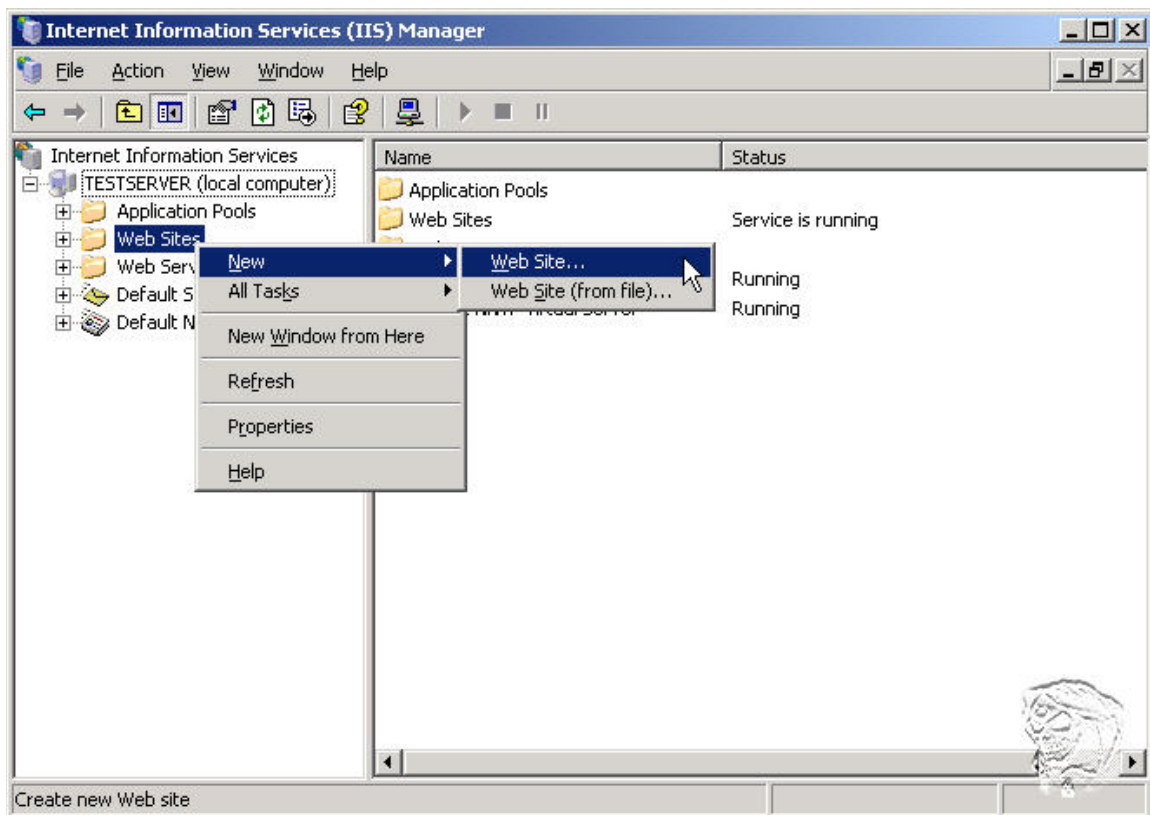 Internet Information Services (IIS) Manager
File Action View Window Help
Internet Information Services
TESTSERVER (local computer)
Application Pools
Web Sites
Web Serv
Default S
Default N
Name Status
Application Pools
Web Sites Service is running
Running
Running
New
All Tasks
New Window from Here
Refresh
Properties
Help
Web Site...
Web Site (from file)...
Create new Web site